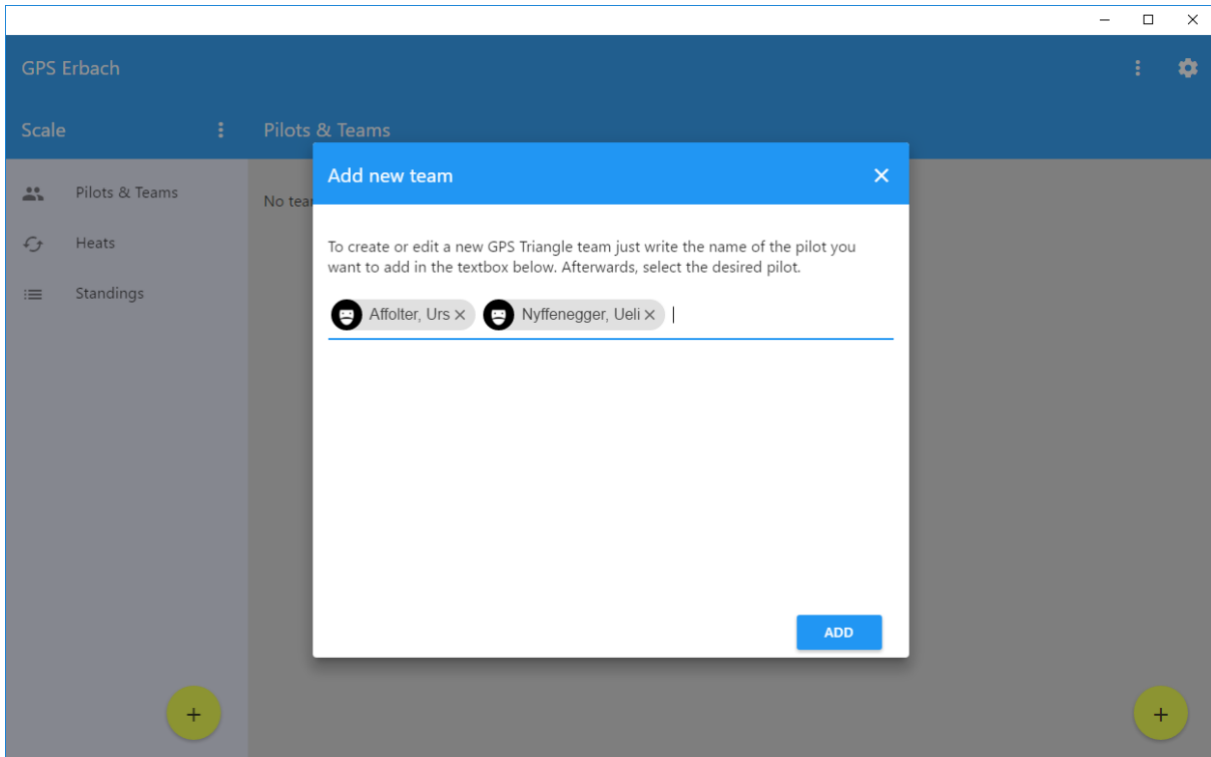 GPS Erbach
Scale
Pilots & Teams
Pilots & Teams
Heats
Standings
No
Add new team
To create or edit a new GPS Triangle team just write the name of the pilot you
want to add in the textbox below. Afterwards, select the desired pilot.
Affolter, Urs Nyffenegger, Ueli
ADD